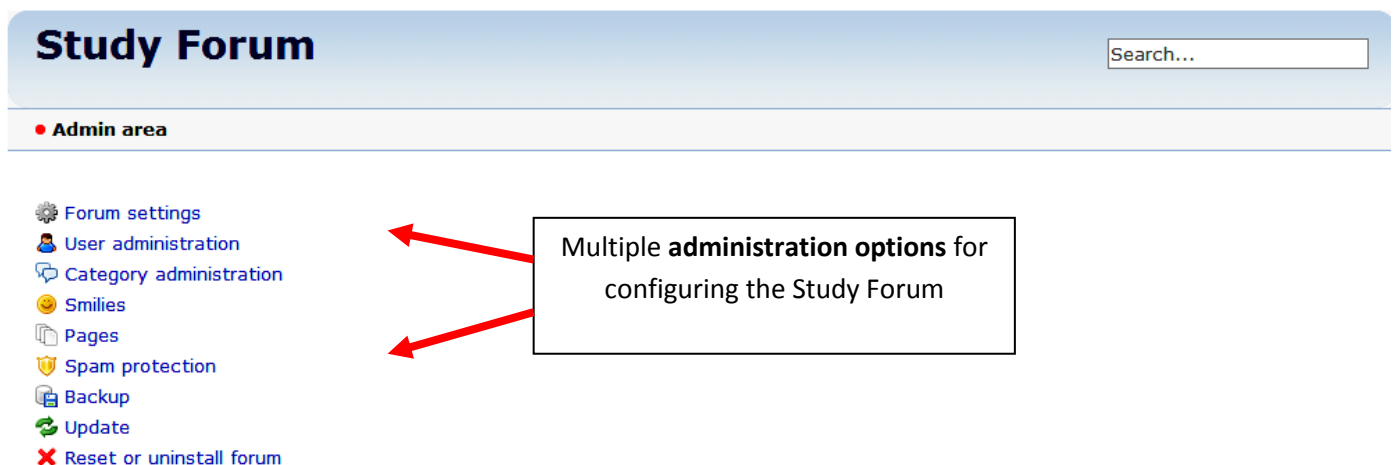 Study Forum
Search...
Admin area
Forum settings
User administration
Category administration
Smilies
Pages
Spam protection
Backup
Update
Reset or uninstall forum
Multiple administration options for
configuring the Study Forum